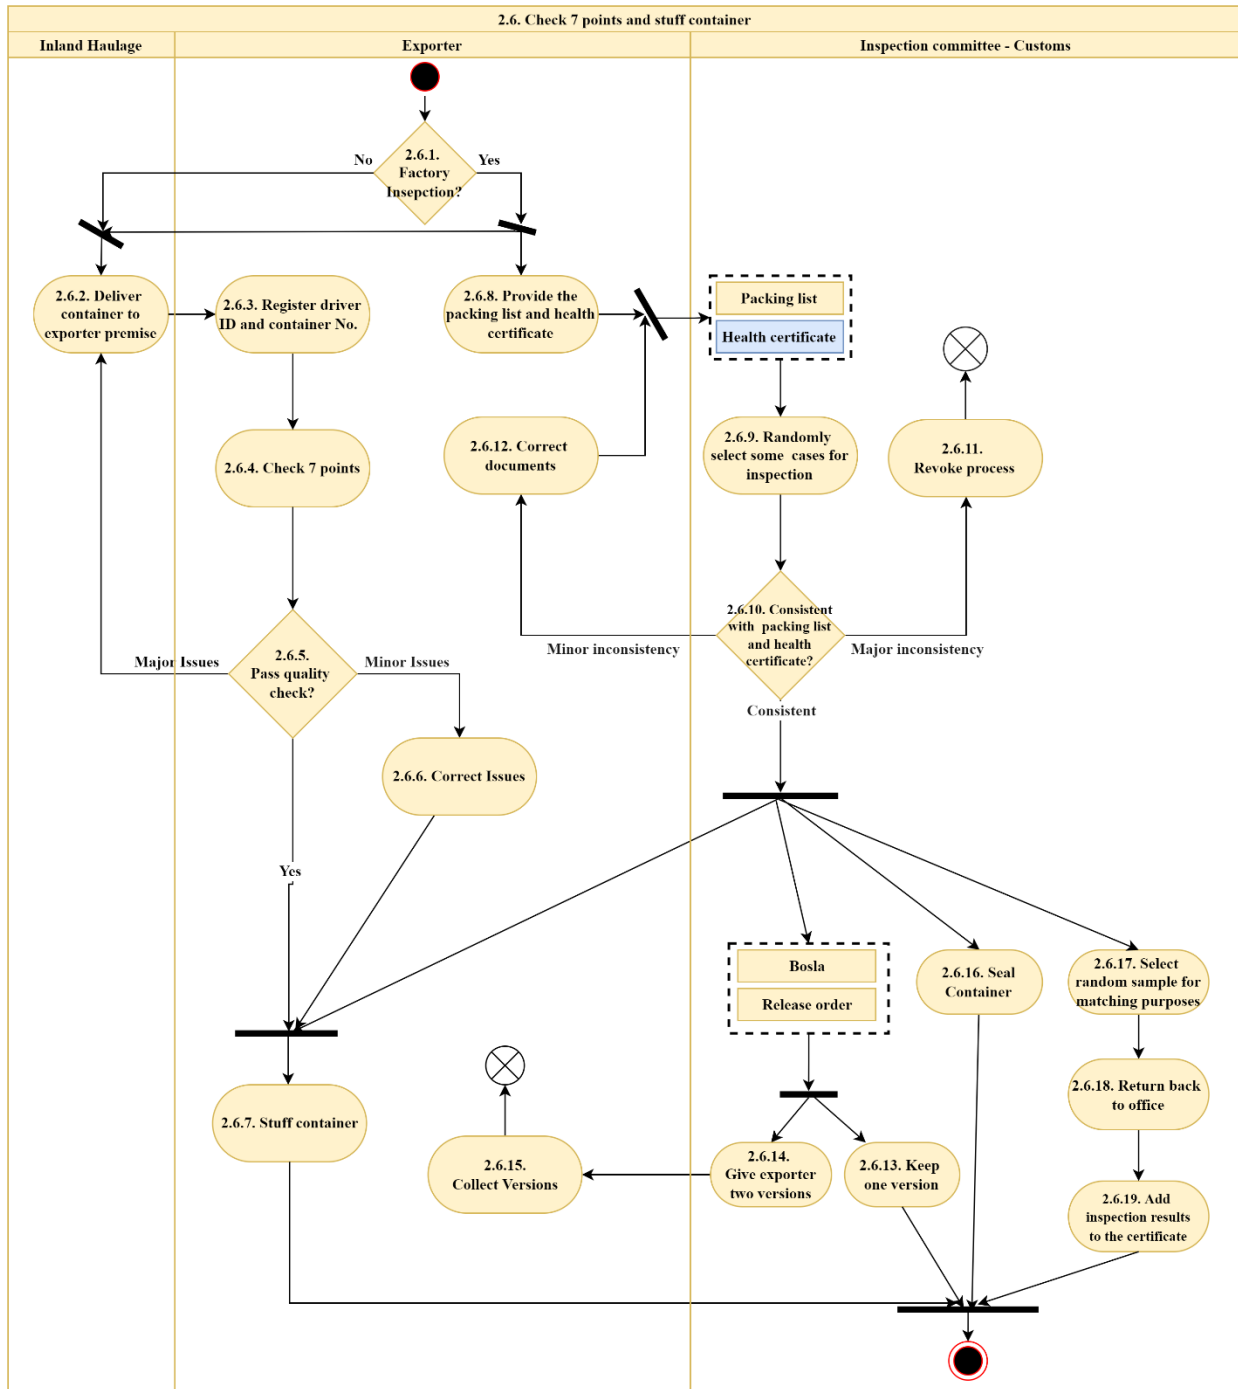 2.6. Check 7 points and stuff container
Inland Haulage
Exporter
Inspection committee - Customs
2.6.1.
Factory
Insepction?
No
Yes
2.6.2. Deliver
container to
exporter premise
2.6.3. Register driver
ID and container No.
2.6.8. Provide the
packing list and health
certificate
Packing list
Health certificate
2.6.4. Check 7 points
2.6.12. Correct
documents
2.6.9. Randomly
select some cases for
inspection
2.6.11.
Revoke process
2.6.10. Consistent
with packing list
and health
certificate?
Minor inconsistency
Major inconsistency
Consistent
2.6.5.
Pass quality
check?
Major Issues
Minor Issues
Yes
2.6.6. Correct Issues
Bosla
Release order
2.6.16. Seal
Container
2.6.17. Select
random sample for
matching purposes
2.6.7. Stuff container
2.6.18. Return back
to office
2.6.15.
Collect Versions
2.6.14.
Give exporter
two versions
2.6.13. Keep
one version
2.6.19. Add
inspection results
to the certificate